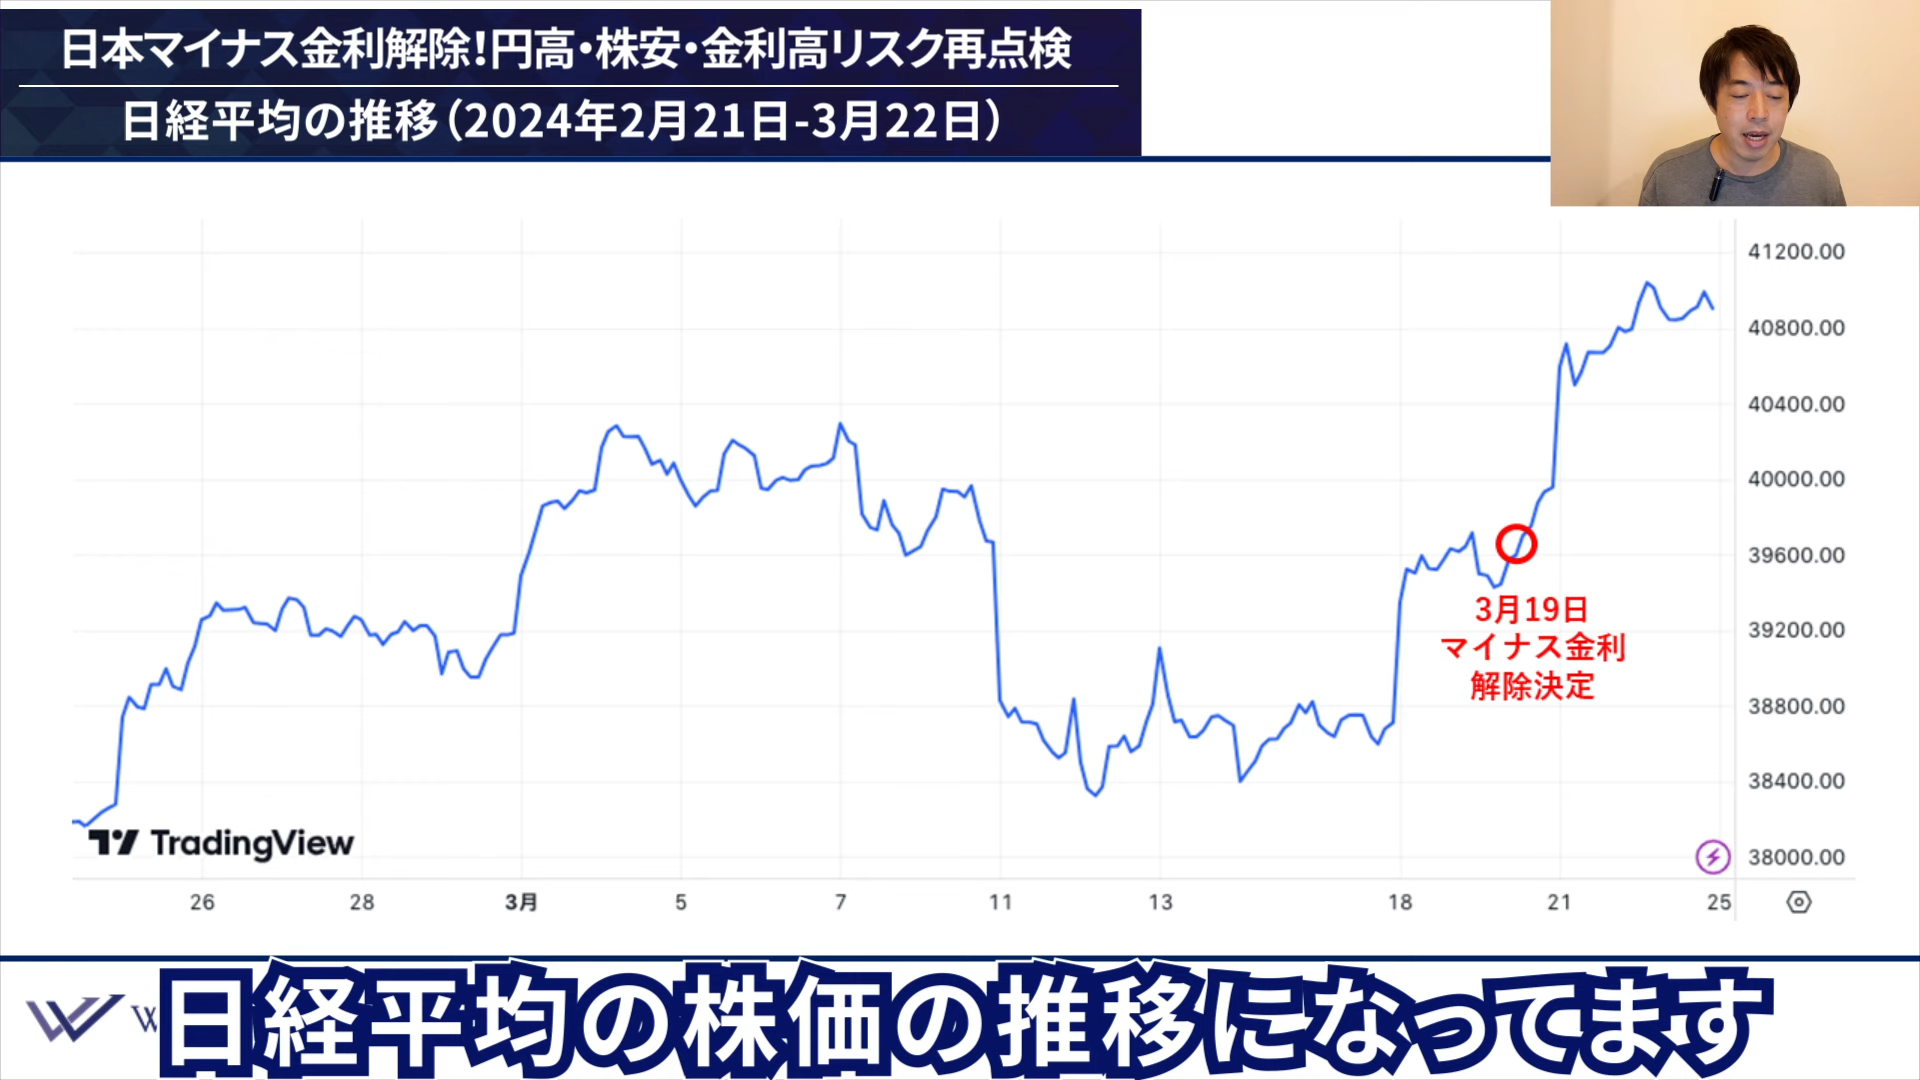 日本マイナス金利解除!円高・株安・金利高リスク再点検
日経平均の推移(2024年2月21日-3月22日)
41200.00
40800.00
40400.00
40000.00
39600.00
39200.00
38800.00
38400.00
38000.00
3月19日
マイナス金利
解除決定
TradingView
26 28 3月 5 7 11 13 18 21 25
W
日経平均の株価の推移になってます